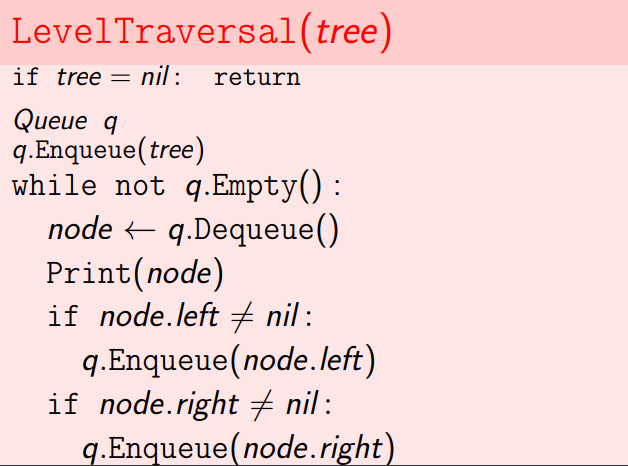 LevelTraversal(tree)
if tree = nil: return
Queue q
q.Enqueue(tree)
while not q.Empty():
node ← q.Dequeue()
Print(node)
if node.left ≠ nil:
q.Enqueue(node.left)
if node.right ≠ nil:
q.Enqueue(node.right)